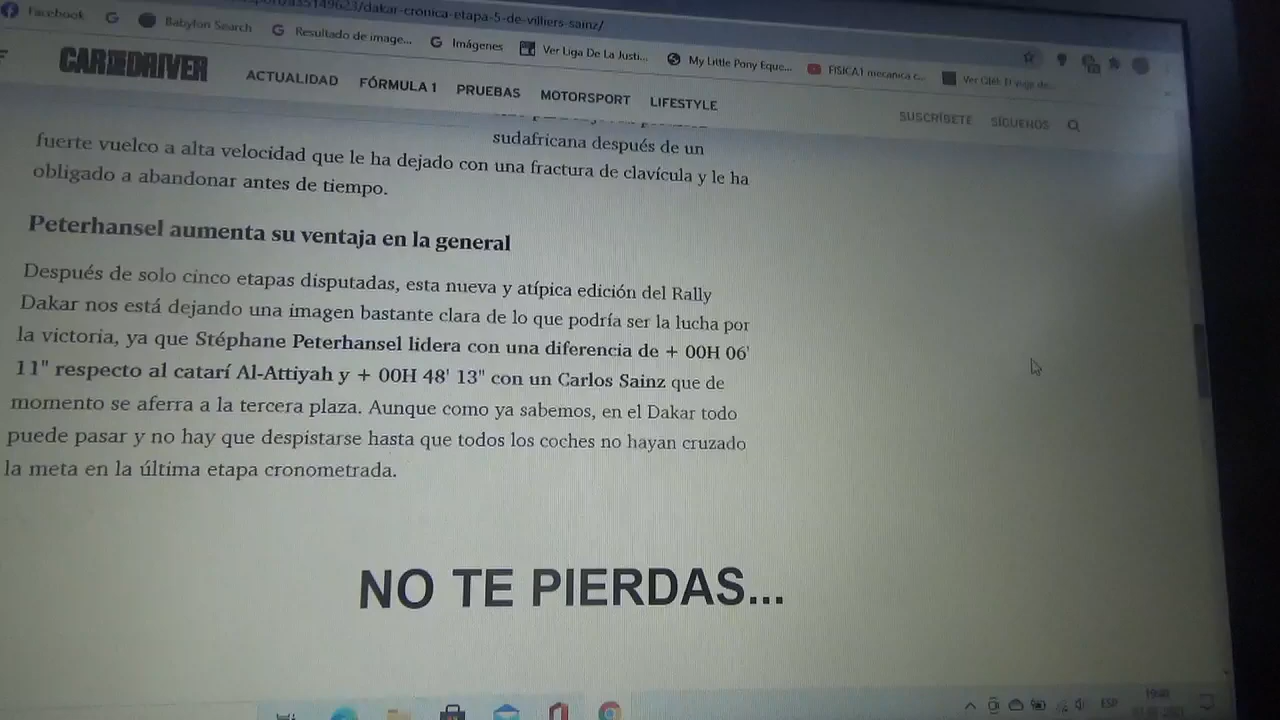 /dakar-cronica-etapa-5-de-villiers-sainz/
Facebook
Babylon Search
Resultado de image...
Imágenes
Ver Liga De La Justi...
My Little Pony Eque...
FISICA1 mecanica c...
CAR AND DRIVER
ACTUALIDAD
FÓRMULA 1
PRUEBAS
MOTORSPORT
LIFESTYLE
SUSCRÍBETE
SÍGUENOS
sudafricana después de un
fuerte vuelco a alta velocidad que le ha dejado con una fractura de clavícula y le ha
obligado a abandonar antes de tiempo.
Peterhansel aumenta su ventaja en la general
Después de solo cinco etapas disputadas, esta nueva y atípica edición del Rally
Dakar nos está dejando una imagen bastante clara de lo que podría ser la lucha por
la victoria, ya que Stéphane Peterhansel lidera con una diferencia de + 00H 06'
11" respecto al catarí Al-Attiyah y + 00H 48' 13" con un Carlos Sainz que de
momento se aferra a la tercera plaza. Aunque como ya sabemos, en el Dakar todo
puede pasar y no hay que despistarse hasta que todos los coches no hayan cruzado
la meta en la última etapa cronometrada.
NO TE PIERDAS...
ESP